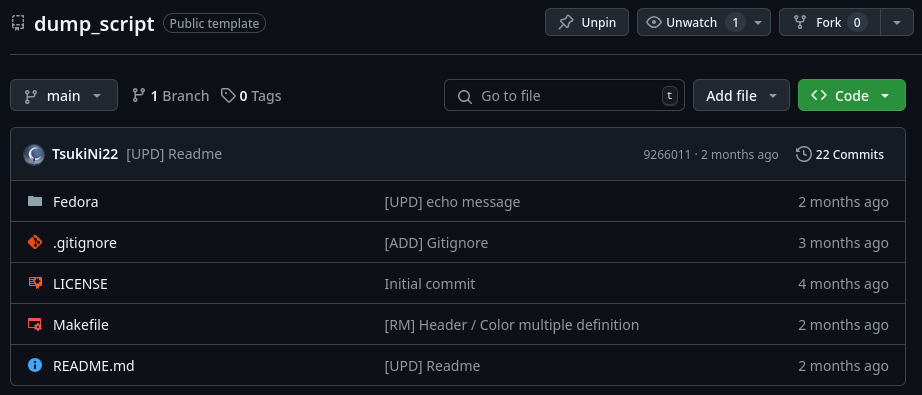 dump_script Public template Unpin Unwatch 1 Fork 0
main 1 Branch 0 Tags Go to file t Add file Code
TsukiNi22 [UPD] Readme 9266011 · 2 months ago 22 Commits
Fedora [UPD] echo message 2 months ago
.gitignore [ADD] Gitignore 3 months ago
LICENSE Initial commit 4 months ago
Makefile [RM] Header / Color multiple definition 2 months ago
README.md [UPD] Readme 2 months ago